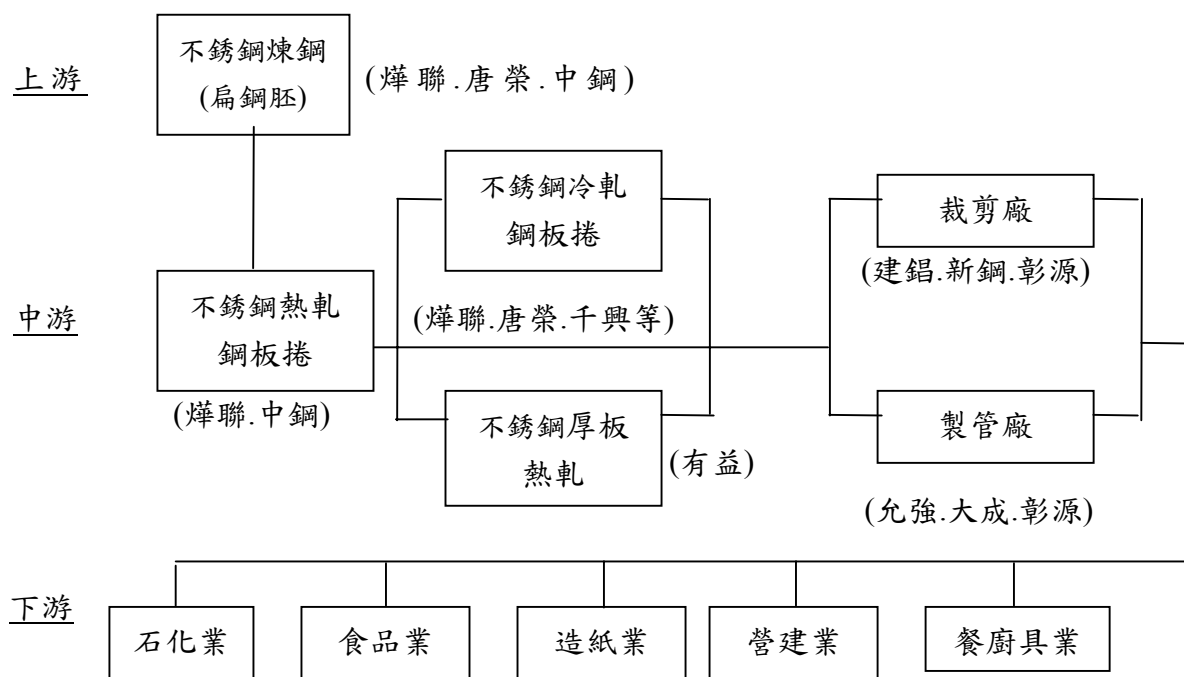 不銹鋼煉鋼
(扁鋼胚)
上游
(燁聯.唐榮.中鋼)
不銹鋼冷軋
鋼板捲
裁剪廠
(建錩.新鋼.彰源)
中游
不銹鋼熱軋
鋼板捲
(燁聯.唐榮.千興等)
(燁聯.中鋼)
不銹鋼厚板
熱軋
(有益)
製管廠
(允強.大成.彰源)
下游
石化業
食品業
造紙業
營建業
餐廚具業